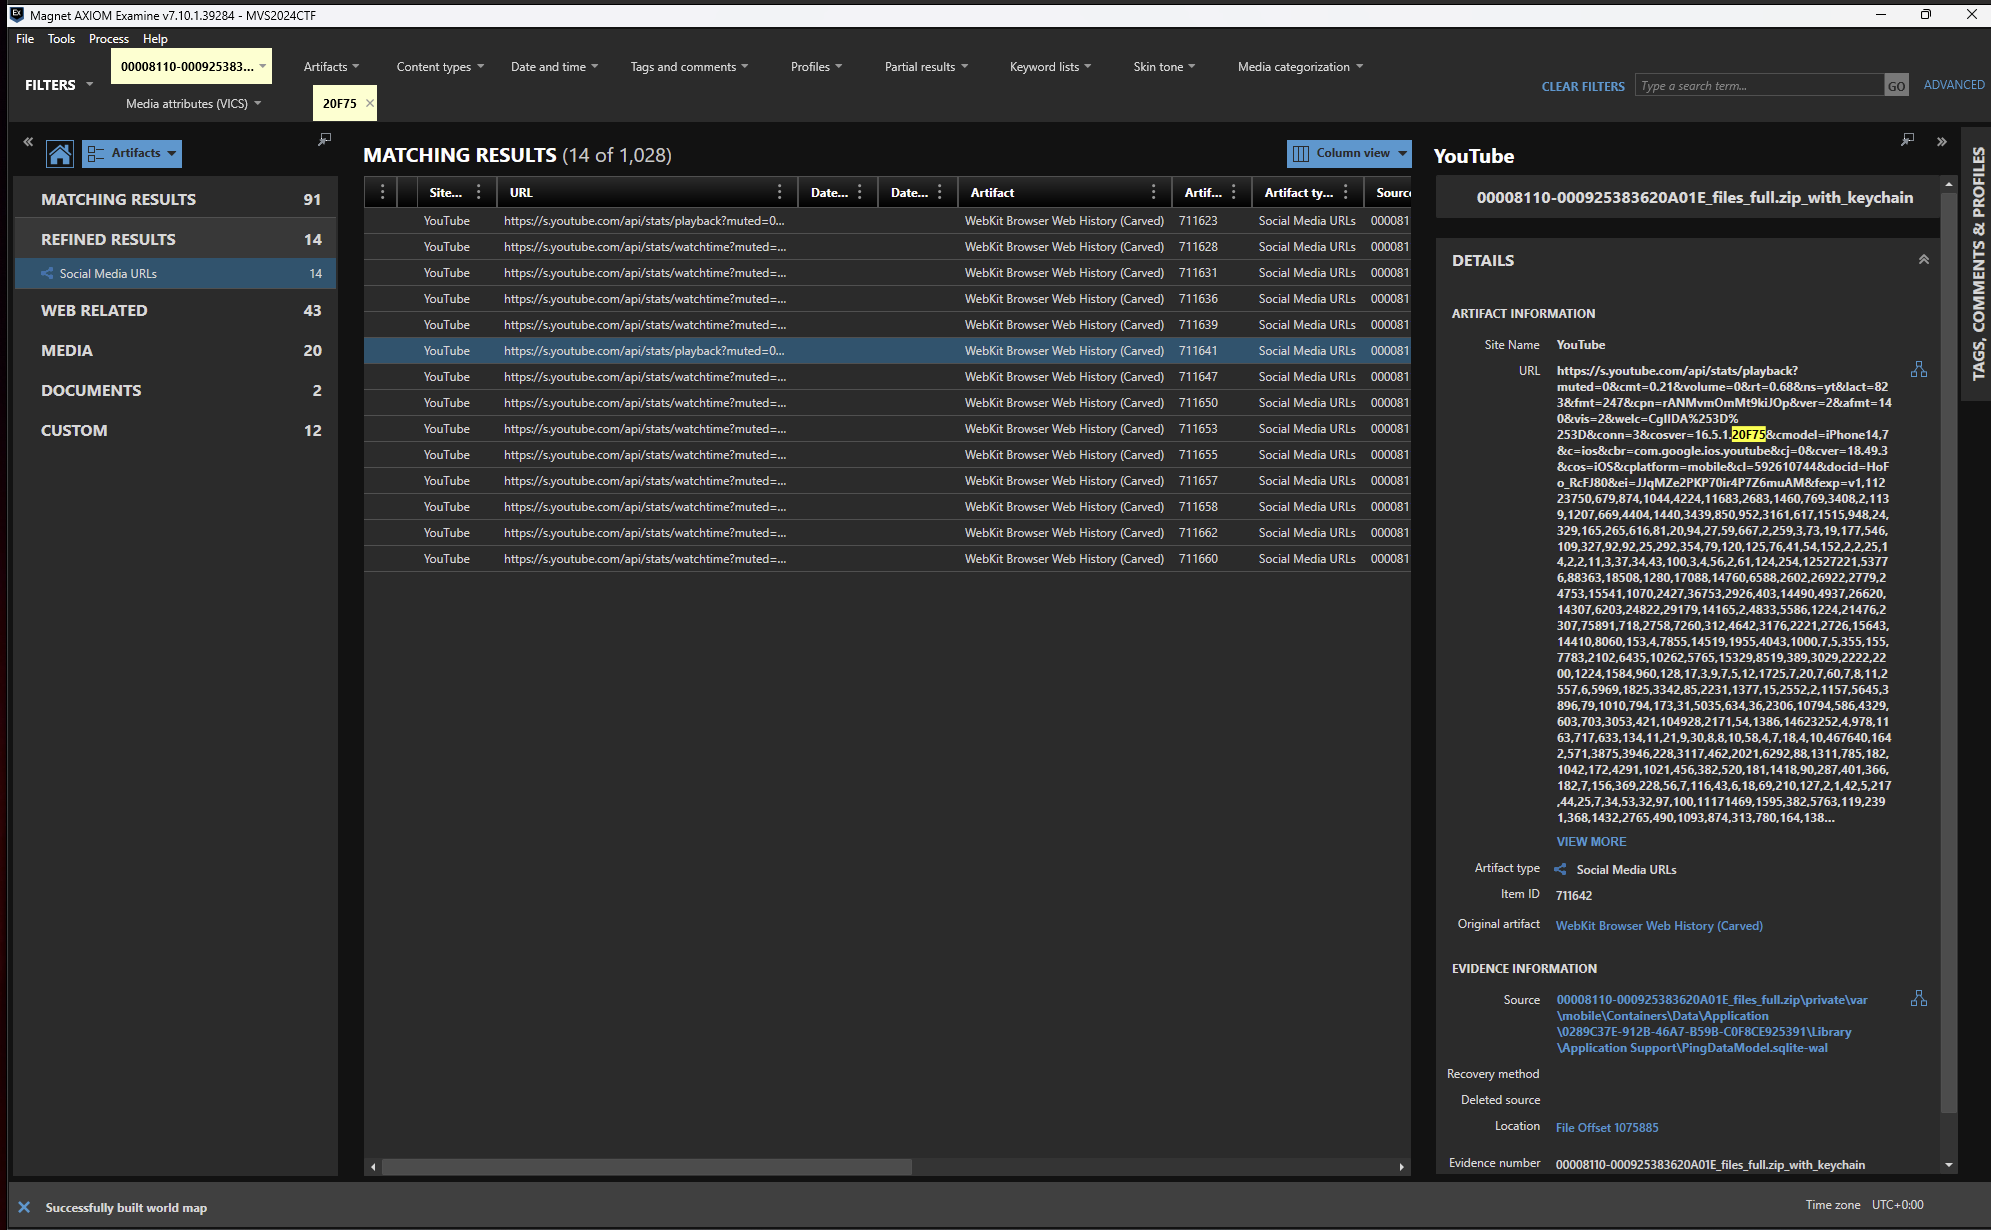 Magnet AXIOM Examine v7.10.1.39284 - MVS2024CTF
File Tools Process Help
FILTERS
00008110-000925383...
Artifacts
Content types
Date and time
Tags and comments
Profiles
Partial results
Keyword lists
Skin tone
Media categorization
Media attributes (VICS)
20F75
CLEAR FILTERS
Type a search term...
GO
ADVANCED
Artifacts
MATCHING RESULTS 91
REFINED RESULTS 14
Social Media URLs 14
WEB RELATED 43
MEDIA 20
DOCUMENTS 2
CUSTOM 12
MATCHING RESULTS (14 of 1,028)
Column view
Site... URL Date... Date... Artifact Artif... Artifact ty... Source
YouTube https://s.youtube.com/api/stats/playback?muted=0... WebKit Browser Web History (Carved) 711623 Social Media URLs 000081
YouTube https://s.youtube.com/api/stats/watchtime?muted=... WebKit Browser Web History (Carved) 711628 Social Media URLs 000081
YouTube https://s.youtube.com/api/stats/watchtime?muted=... WebKit Browser Web History (Carved) 711631 Social Media URLs 000081
YouTube https://s.youtube.com/api/stats/watchtime?muted=... WebKit Browser Web History (Carved) 711636 Social Media URLs 000081
YouTube https://s.youtube.com/api/stats/watchtime?muted=... WebKit Browser Web History (Carved) 711639 Social Media URLs 000081
YouTube https://s.youtube.com/api/stats/playback?muted=0... WebKit Browser Web History (Carved) 711641 Social Media URLs 000081
YouTube https://s.youtube.com/api/stats/watchtime?muted=... WebKit Browser Web History (Carved) 711647 Social Media URLs 000081
YouTube https://s.youtube.com/api/stats/watchtime?muted=... WebKit Browser Web History (Carved) 711650 Social Media URLs 000081
YouTube https://s.youtube.com/api/stats/watchtime?muted=... WebKit Browser Web History (Carved) 711653 Social Media URLs 000081
YouTube https://s.youtube.com/api/stats/watchtime?muted=... WebKit Browser Web History (Carved) 711655 Social Media URLs 000081
YouTube https://s.youtube.com/api/stats/watchtime?muted=... WebKit Browser Web History (Carved) 711657 Social Media URLs 000081
YouTube https://s.youtube.com/api/stats/watchtime?muted=... WebKit Browser Web History (Carved) 711658 Social Media URLs 000081
YouTube https://s.youtube.com/api/stats/watchtime?muted=... WebKit Browser Web History (Carved) 711662 Social Media URLs 000081
YouTube https://s.youtube.com/api/stats/watchtime?muted=... WebKit Browser Web History (Carved) 711660 Social Media URLs 000081
YouTube
00008110-000925383620A01E_files_full.zip_with_keychain
DETAILS
ARTIFACT INFORMATION
Site Name YouTube
URL https://s.youtube.com/api/stats/playback?
muted=0&cmt=0.21&volume=0&rt=0.68&ns=yt&lact=82
3&fmt=247&cpn=rANMvmOmMt9kiJOp&ver=2&afmt=14
0&vis=2&welc=CgIIDA%253D%
253D&conn=3&cosver=16.5.1.20F75&cmodel=iPhone14,7
&c=ios&cbr=com.google.ios.youtube&cj=0&cver=18.49.3
&cos=iOS&cplatform=mobile&cl=592610744&docid=HoF
o_RcFJ80&ei=JJqMZe2PKP70ir4P7Z6muAM&fexp=v1,112
23750,679,874,1044,4224,11683,2683,1460,769,3408,2,113
9,1207,669,4404,1440,3439,850,952,3161,617,1515,948,24,
329,165,265,616,81,20,94,27,59,667,2,259,3,73,19,177,546,
109,327,92,92,25,292,354,79,120,125,76,41,54,152,2,2,25,1
4,2,2,11,3,37,34,43,100,3,4,56,2,61,124,254,12527221,5377
6,88363,18508,1280,17088,14760,6588,2602,26922,2779,2
4753,15541,1070,2427,36753,2926,403,14490,4937,26620,
14307,6203,24822,29179,14165,2,4833,5586,1224,21476,2
307,75891,718,2758,7260,312,4642,3176,2221,2726,15643,
14410,8060,153,4,7855,14519,1955,4043,1000,7,5,355,155,
7783,2102,6435,10262,5765,15329,8519,389,3029,2222,22
00,1224,1584,960,128,17,3,9,7,5,12,1725,7,20,7,60,7,8,11,2
557,6,5969,1825,3342,85,2231,1377,15,2552,2,1157,5645,3
896,79,1010,794,173,31,5035,634,36,2306,10794,586,4329,
603,703,3053,421,104928,2171,54,1386,14623252,4,978,11
63,717,633,134,11,21,9,30,8,8,10,58,4,7,18,4,10,467640,164
2,571,3875,3946,228,3117,462,2021,6292,88,1311,785,182,
1042,172,4291,1021,456,382,520,181,1418,90,287,401,366,
182,7,156,369,228,56,7,116,43,6,18,69,210,127,2,1,42,5,217
,44,25,7,34,53,32,97,100,11171469,1595,382,5763,119,239
1,368,1432,2765,490,1093,874,313,780,164,138...
VIEW MORE
Artifact type Social Media URLs
Item ID 711642
Original artifact WebKit Browser Web History (Carved)
EVIDENCE INFORMATION
Source 00008110-000925383620A01E_files_full.zip\private\var
\mobile\Containers\Data\Application
\0289C37E-912B-46A7-B59B-C0F8CE925391\Library
\Application Support\PingDataModel.sqlite-wal
Recovery method
Deleted source
Location File Offset 1075885
Evidence number 00008110-000925383620A01E_files_full.zip_with_keychain
TAGS, COMMENTS & PROFILES
Successfully built world map
Time zone UTC+0:00